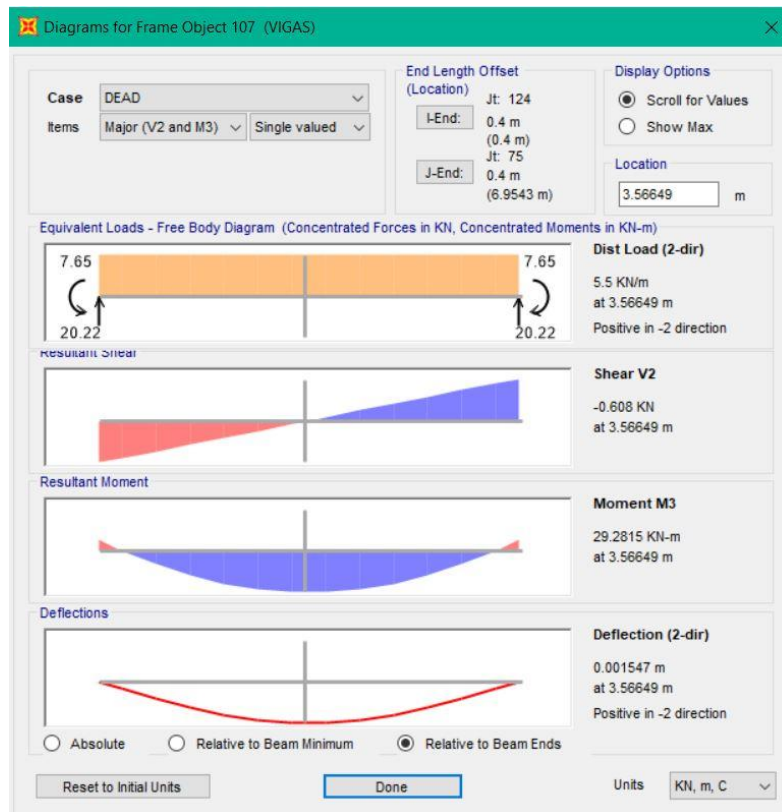 Diagrams for Frame Object 107 (VIGAS)
Case DEAD
Items Major (V2 and M3) Single valued
End Length Offset
(Location)
Jt: 124
I-End: 0.4 m
(0.4 m)
Jt: 75
J-End: 0.4 m
(6.9543 m)
Display Options
Scroll for Values
Show Max
Location
3.56649 m
Equivalent Loads - Free Body Diagram (Concentrated Forces in KN, Concentrated Moments in KN-m)
7.65 7.65
20.22 20.22
Dist Load (2-dir)
5.5 KN/m
at 3.56649 m
Positive in -2 direction
Resultant Shear
Shear V2
-0.608 KN
at 3.56649 m
Resultant Moment
Moment M3
29.2815 KN-m
at 3.56649 m
Deflections
Deflection (2-dir)
0.001547 m
at 3.56649 m
Positive in -2 direction
Absolute Relative to Beam Minimum Relative to Beam Ends
Reset to Initial Units Done Units KN, m, C